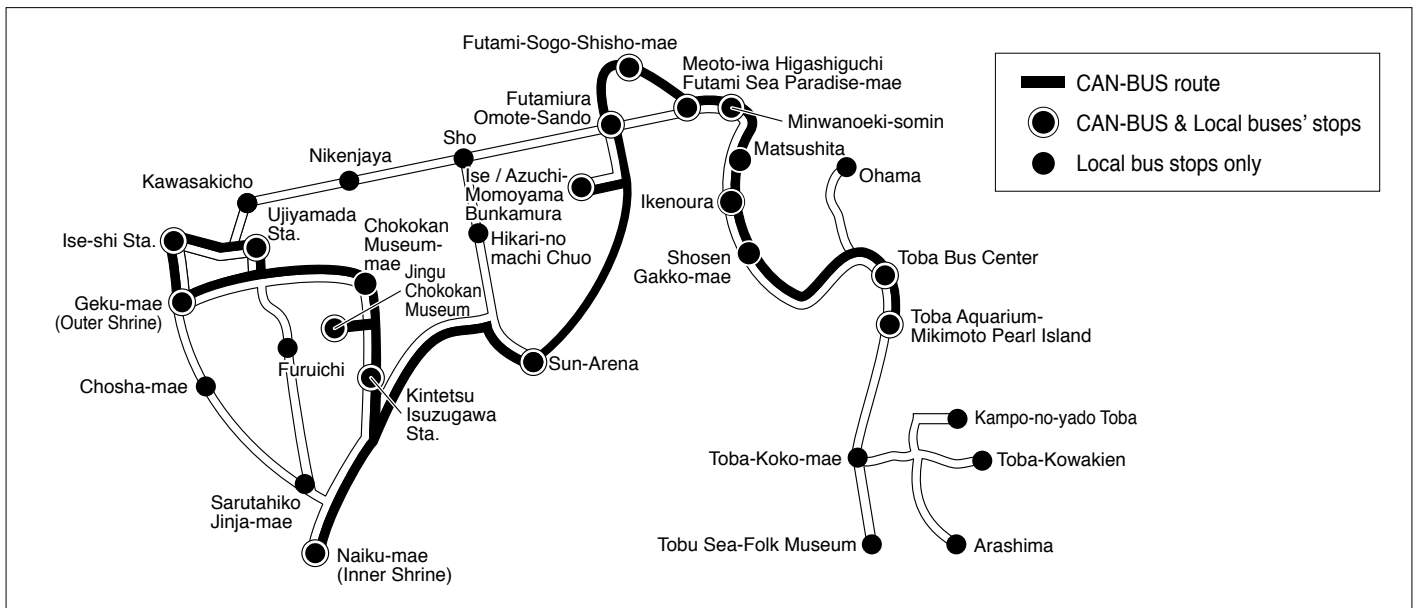 Futami-Sogo-Shisho-mae
Meoto-iwa Higashiguchi
Futami Sea Paradise-mae
CAN-BUS route
CAN-BUS & Local buses' stops
Local bus stops only
Futamiura
Omote-Sando
Minwanoeki-somin
Sho
Matsushita
Nikenjaya
Ohama
Kawasakicho
Ise / Azuchi-
Momoyama
Bunkamura
Ikenoura
Ujiyamada
Sta.
Chokokan
Museum-
mae
Ise-shi Sta.
Hikari-no
machi Chuo
Shosen
Gakko-mae
Toba Bus Center
Jingu
Chokokan
Museum
Geku-mae
(Outer Shrine)
Toba Aquarium-
Mikimoto Pearl Island
Furuichi
Sun-Arena
Chosha-mae
Kintetsu
Isuzugawa
Sta.
Kampo-no-yado Toba
Toba-Koko-mae
Toba-Kowakien
Sarutahiko
Jinja-mae
Tobu Sea-Folk Museum
Arashima
Naiku-mae
(Inner Shrine)